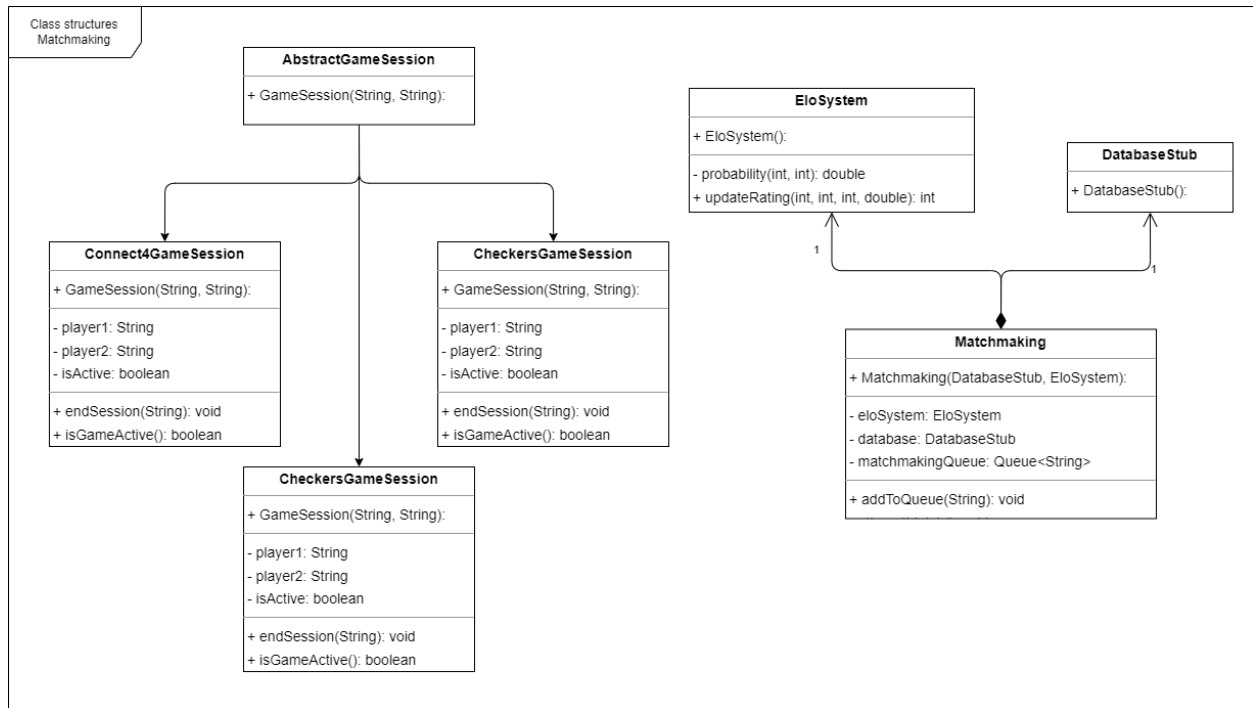 Class structures
Matchmaking
AbstractGameSession
+ GameSession(String, String):
EloSystem
+ EloSystem():
- probability(int, int): double
+ updateRating(int, int, int, double): int
DatabaseStub
+ DatabaseStub():
1
1
Connect4GameSession
+ GameSession(String, String):
- player1: String
- player2: String
- isActive: boolean
+ endSession(String): void
+ isGameActive(): boolean
CheckersGameSession
+ GameSession(String, String):
- player1: String
- player2: String
- isActive: boolean
+ endSession(String): void
+ isGameActive(): boolean
Matchmaking
+ Matchmaking(DatabaseStub, EloSystem):
- eloSystem: EloSystem
- database: DatabaseStub
- matchmakingQueue: Queue<String>
+ addToQueue(String): void
CheckersGameSession
+ GameSession(String, String):
- player1: String
- player2: String
- isActive: boolean
+ endSession(String): void
+ isGameActive(): boolean